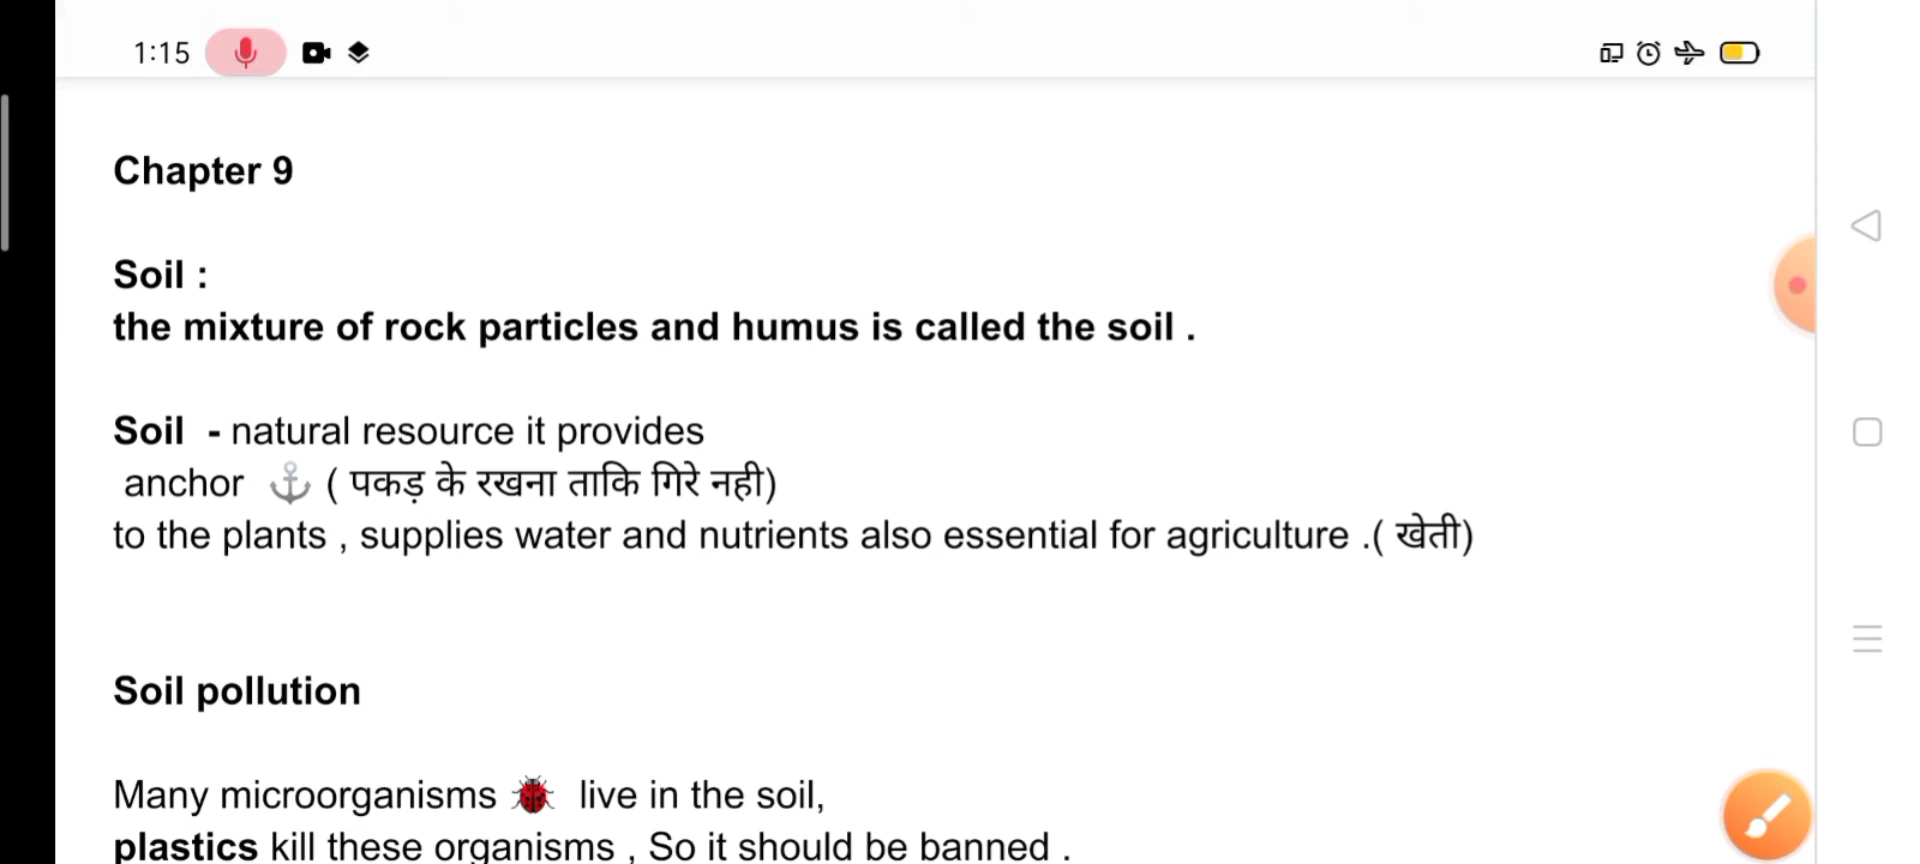 1:15
Chapter 9
Soil :
the mixture of rock particles and humus is called the soil .
Soil - natural resource it provides
anchor ⚓ ( पकड़ के रखना ताकि गिरे नही)
to the plants , supplies water and nutrients also essential for agriculture .( खेती)
Soil pollution
Many microorganisms 🐞 live in the soil,
plastics kill these organisms , So it should be banned .